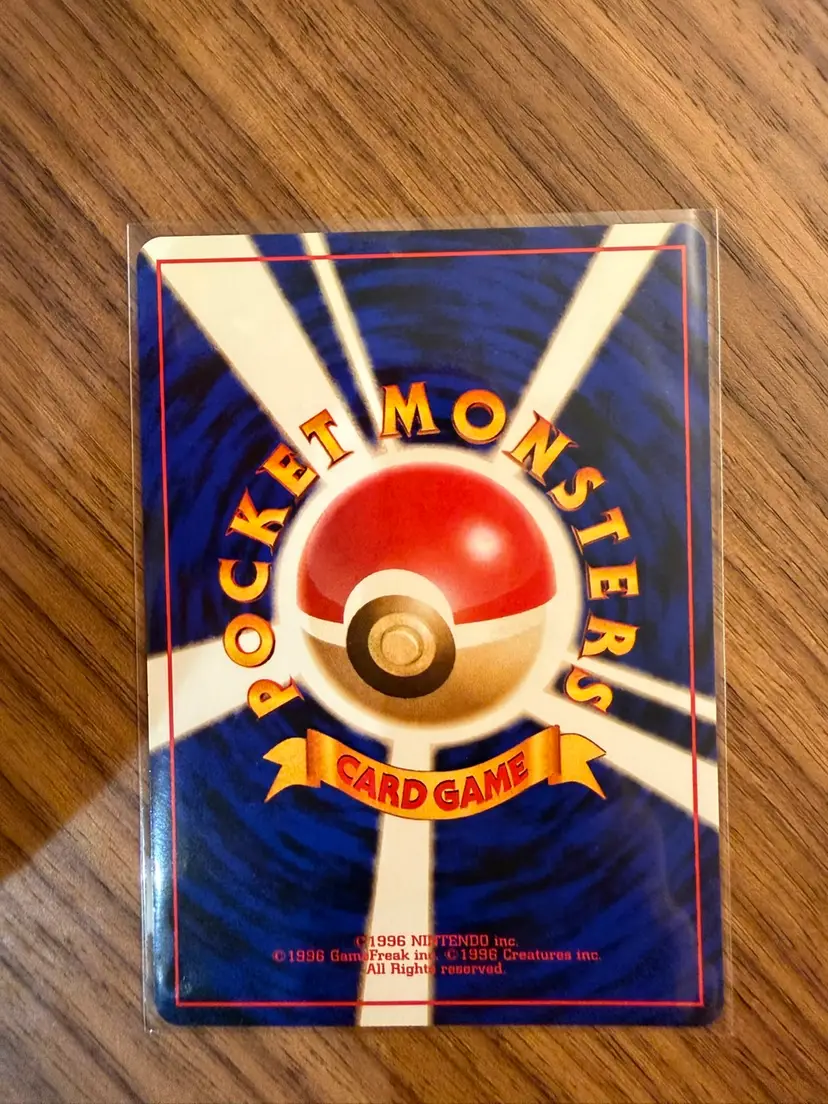 POCKET MONSTERS
CARD GAME
©1996 NINTENDO inc.
©1996 GameFreak inc. ©1996 Creatures inc.
All Rights reserved.